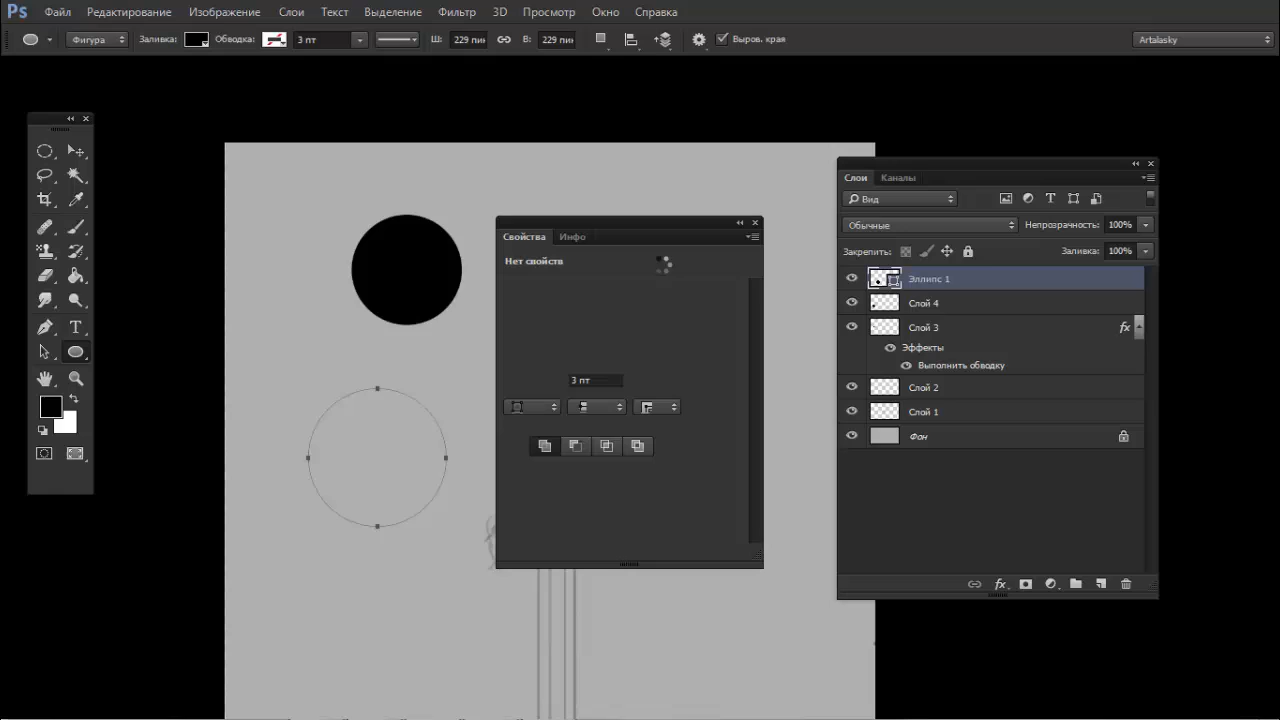 Ps Файл Редактирование Изображение Слои Текст Выделение Фильтр 3D Просмотр Окно Справка
Фигура Заливка: Обводка: 3 пт Ш: 229 пик В: 229 пик Выров. края Artalasky
Слои Каналы
Вид
Обычные Непрозрачность: 100%
Закрепить: Заливка: 100%
Эллипс 1
Слой 4
Слой 3 fx
Эффекты
Выполнить обводку
Слой 2
Слой 1
Фон
fx
Свойства Инфо
Нет свойств
3 пт
T
T